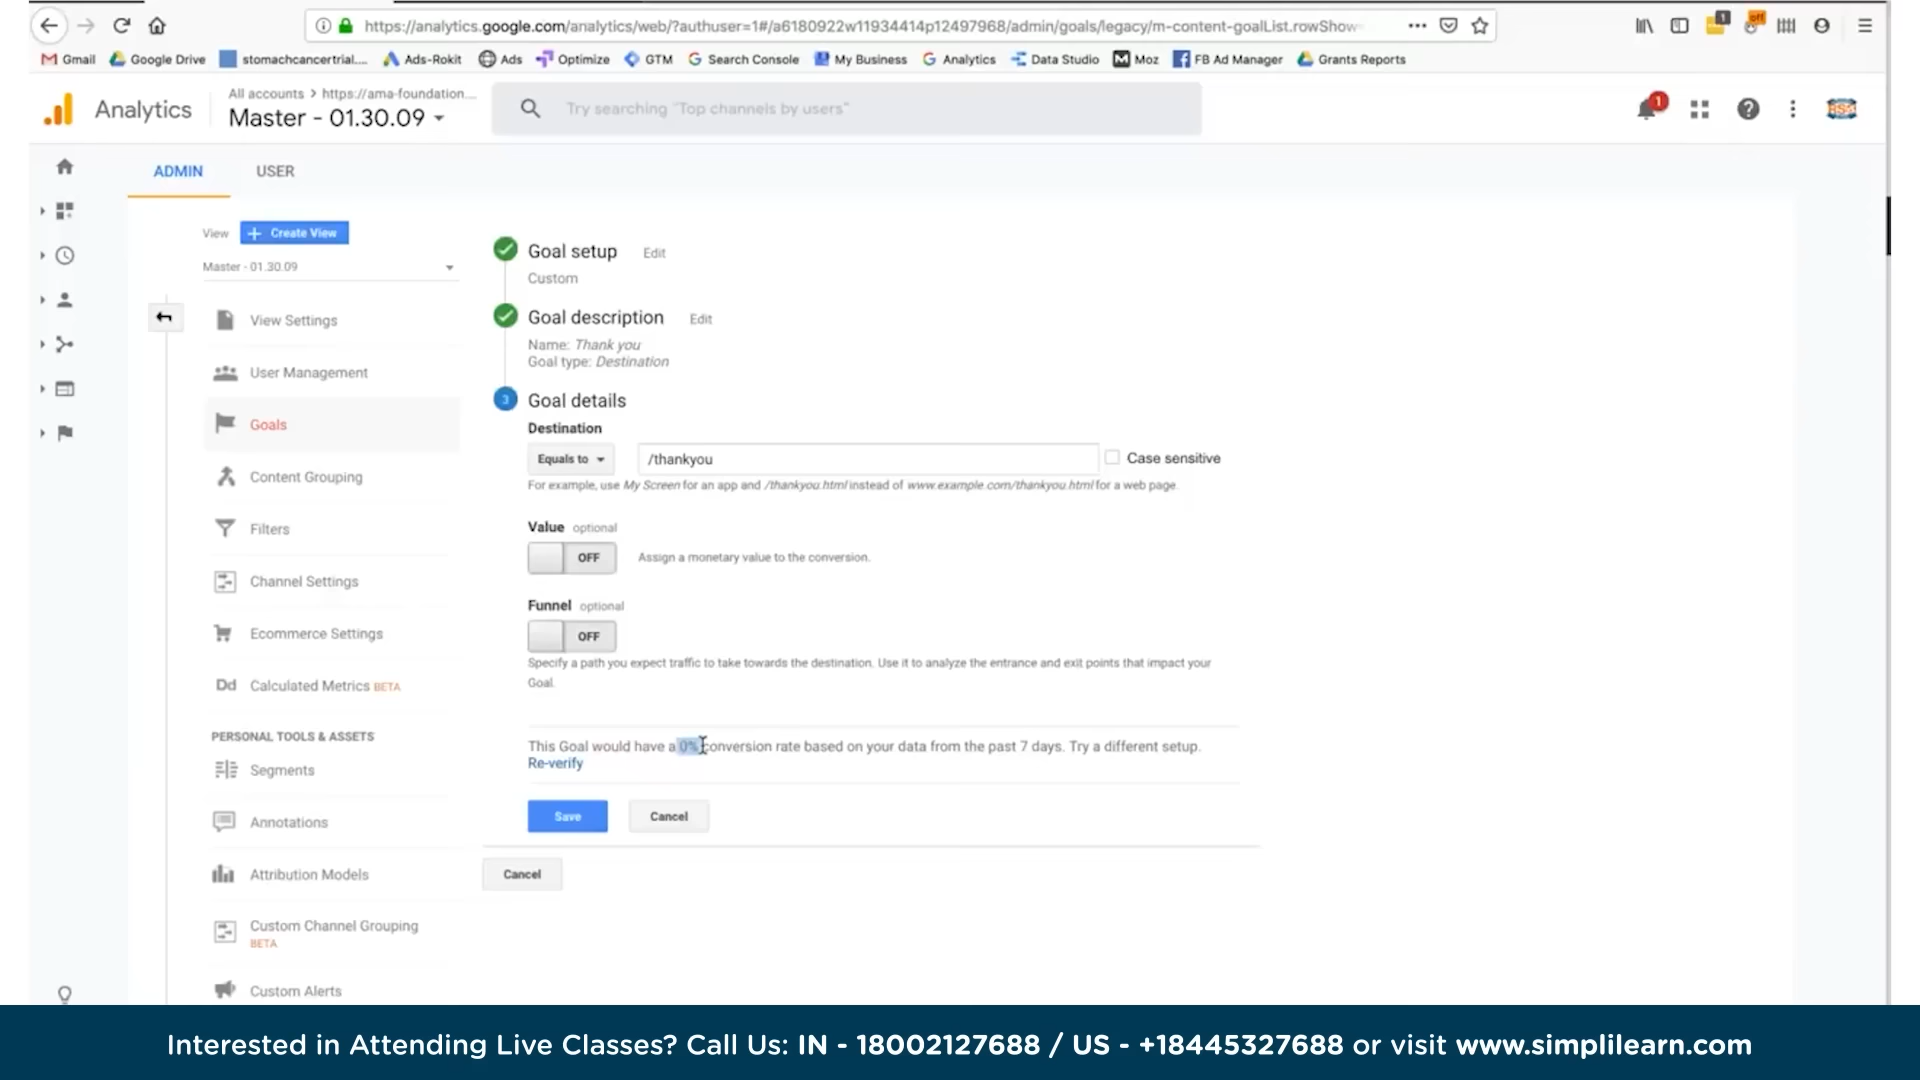 https://analytics.google.com/analytics/web/?authuser=1#/a6180922w11934414p12497968/admin/goals/legacy/m-content-goalList.rowShow
1
off
Gmail
Google Drive
stomachcancertrial....
Ads-Rokit
Ads
Optimize
GTM
Search Console
My Business
Analytics
Data Studio
Moz
FB Ad Manager
Grants Reports
Analytics
All accounts > https://ama-foundation...
Master - 01.30.09
Try searching "Top channels by users"
1
ADMIN
USER
View
+ Create View
Master - 01.30.09
View Settings
User Management
Goals
Content Grouping
Filters
Channel Settings
Ecommerce Settings
Dd Calculated Metrics BETA
PERSONAL TOOLS & ASSETS
Segments
Annotations
Attribution Models
Custom Channel Grouping
BETA
Custom Alerts
Goal setup Edit
Custom
Goal description Edit
Name: Thank you
Goal type: Destination
3 Goal details
Destination
Equals to
/thankyou
Case sensitive
For example, use My Screen for an app and /thankyou.html instead of www.example.com/thankyou.html for a web page.
Value optional
OFF
Assign a monetary value to the conversion.
Funnel optional
OFF
Specify a path you expect traffic to take towards the destination. Use it to analyze the entrance and exit points that impact your
Goal.
This Goal would have a 0% conversion rate based on your data from the past 7 days. Try a different setup.
Re-verify
Save
Cancel
Cancel
Interested in Attending Live Classes? Call Us: IN - 18002127688 / US - +18445327688 or visit www.simplilearn.com